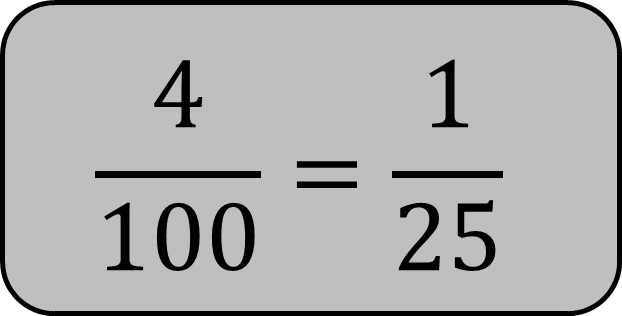 4/100 = 1/25